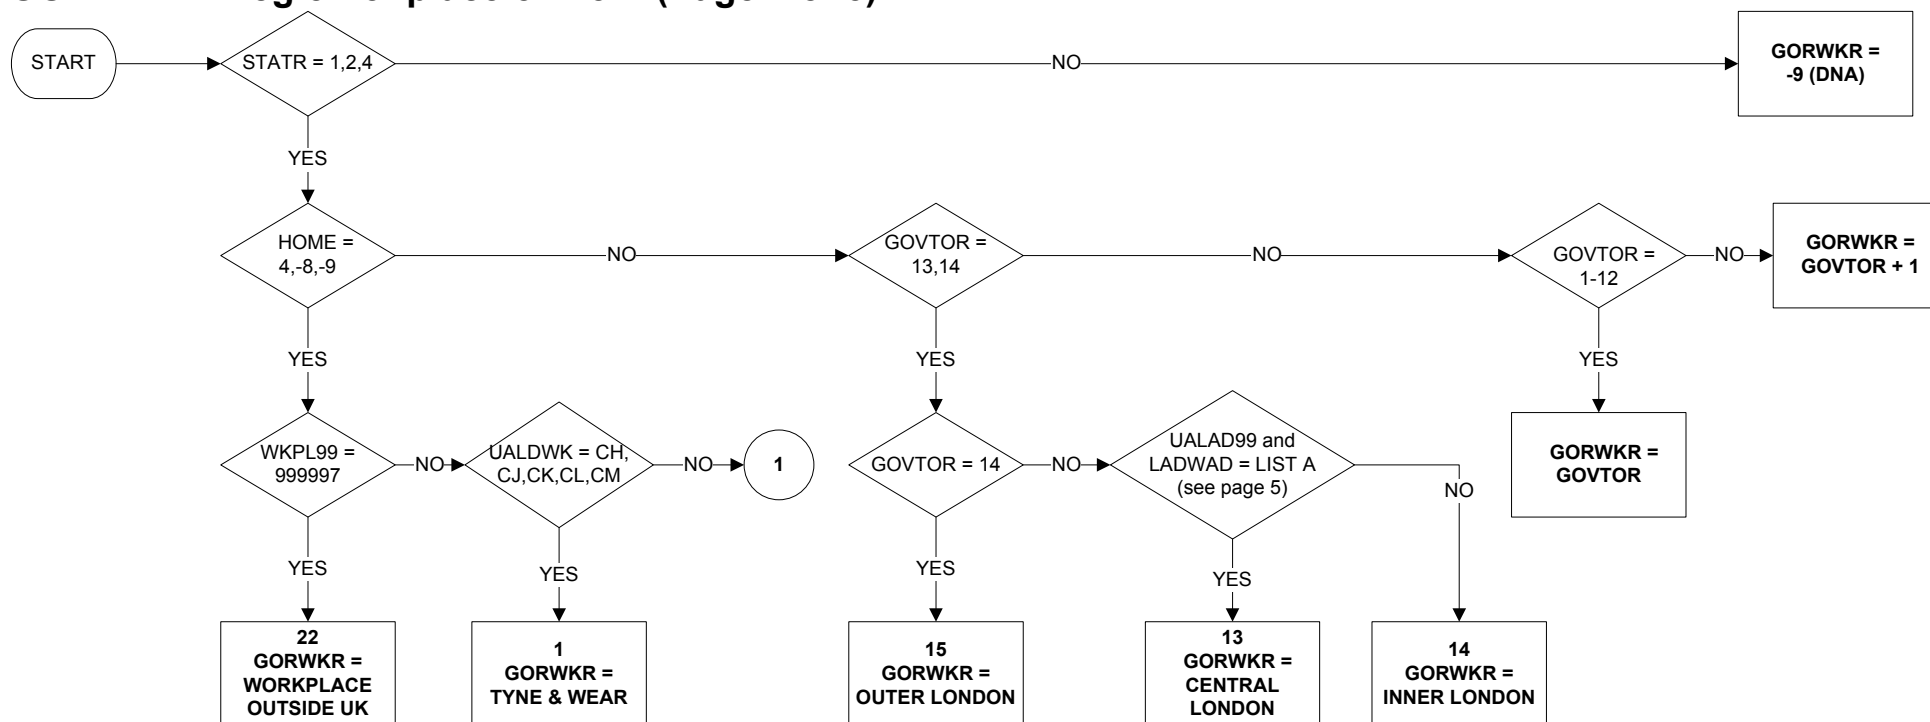 START
STATR = 1,2,4
NO
GORWKR =
-9 (DNA)
YES
HOME =
4,-8,-9
NO
GOVTOR =
13,14
NO
GOVTOR =
1-12
NO
GORWKR =
GOVTOR + 1
YES
YES
YES
WKPL99 =
999997
NO
UALDWK = CH,
CJ,CK,CL,CM
NO
1
GOVTOR = 14
NO
UALAD99 and
LADWAD = LIST A
(see page 5)
NO
GORWKR =
GOVTOR
YES
YES
YES
YES
22
GORWKR =
WORKPLACE
OUTSIDE UK
1
GORWKR =
TYNE & WEAR
15
GORWKR =
OUTER LONDON
13
GORWKR =
CENTRAL
LONDON
14
GORWKR =
INNER LONDON